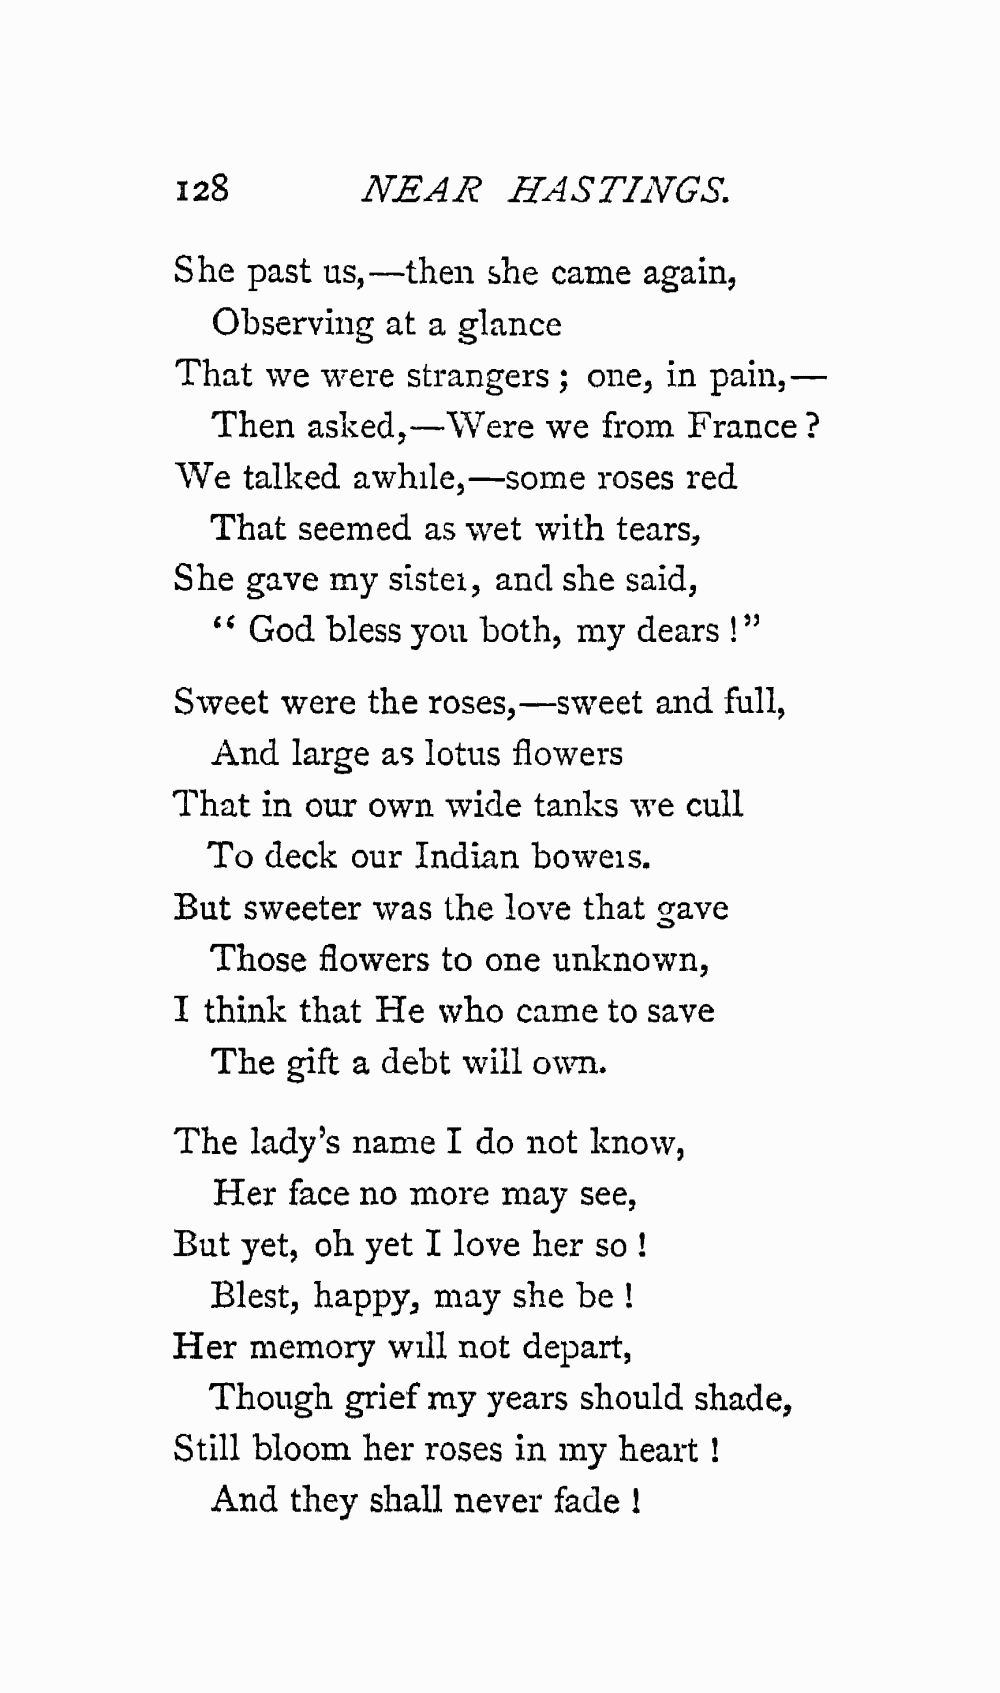 128 NEAR HASTINGS.
She past us,—then she came again,
Observing at a glance
That we were strangers ; one, in pain,—
Then asked,—Were we from France ?
We talked awhile,—some roses red
That seemed as wet with tears,
She gave my sister, and she said,
“ God bless you both, my dears !”
Sweet were the roses,—sweet and full,
And large as lotus flowers
That in our own wide tanks we cull
To deck our Indian bowers.
But sweeter was the love that gave
Those flowers to one unknown,
I think that He who came to save
The gift a debt will own.
The lady’s name I do not know,
Her face no more may see,
But yet, oh yet I love her so !
Blest, happy, may she be !
Her memory will not depart,
Though grief my years should shade,
Still bloom her roses in my heart !
And they shall never fade !